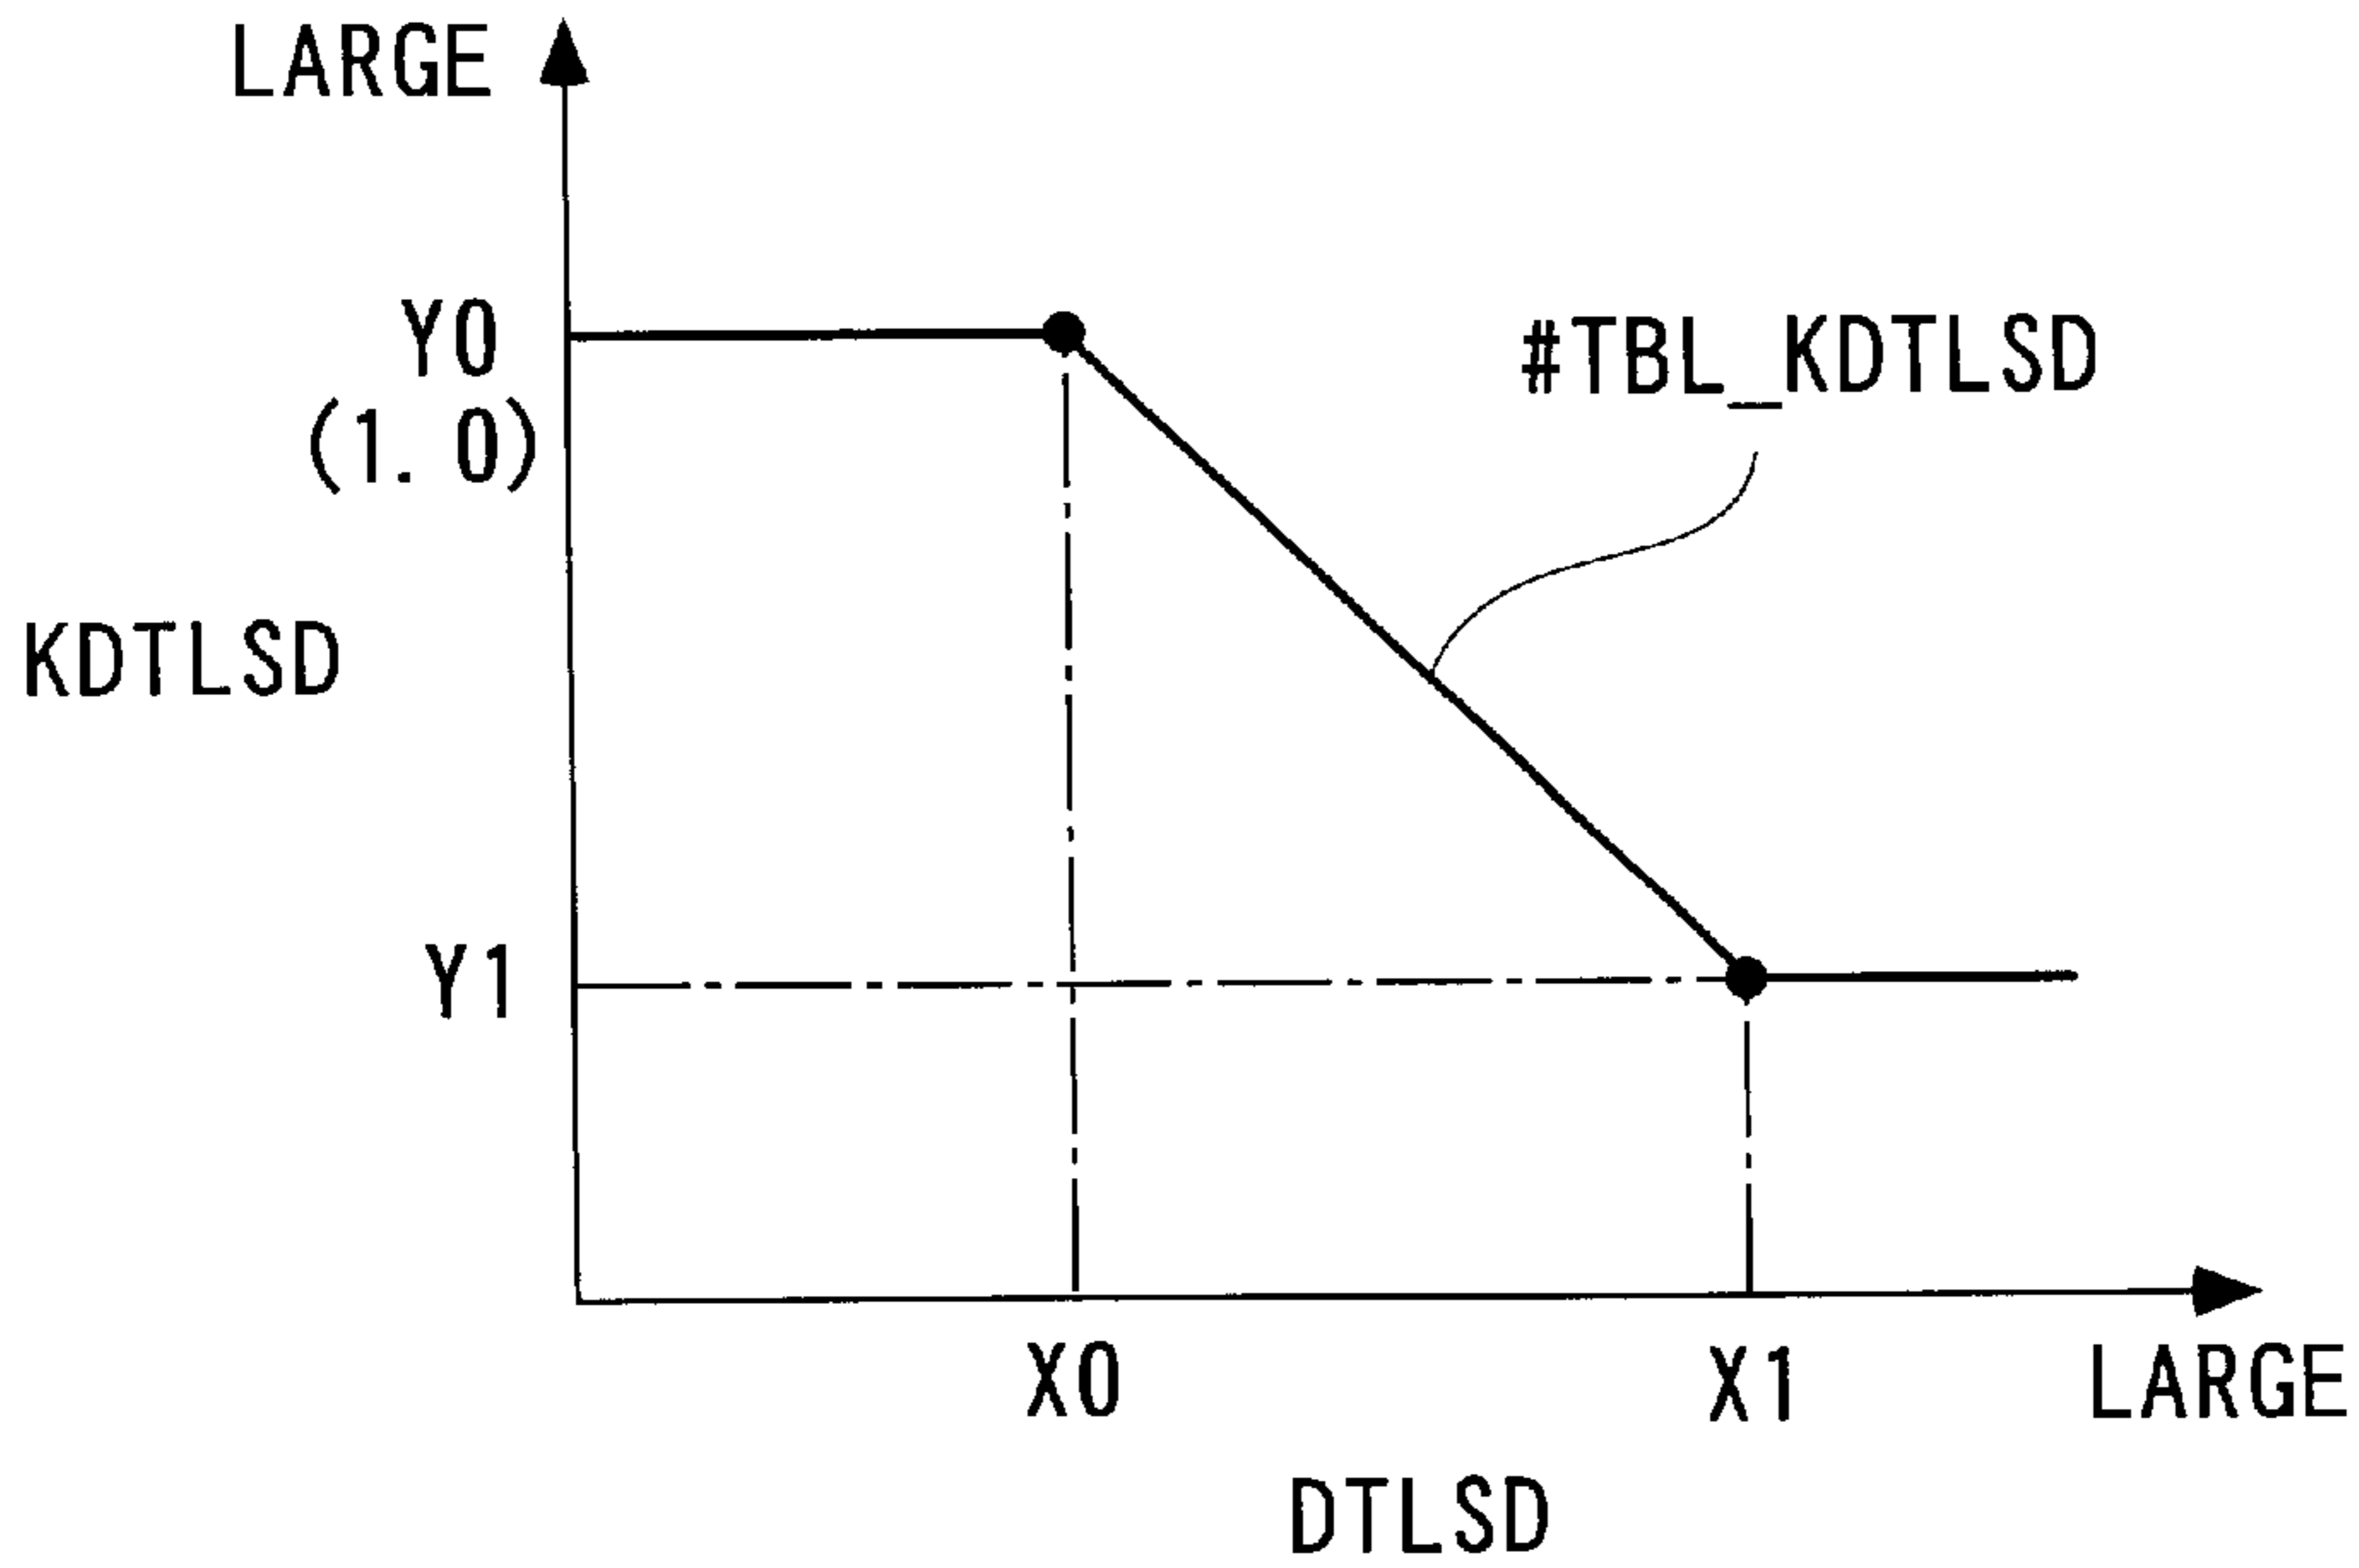 LARGE
Y0
(1.0)
#TBL_KDTLSD
KDTLSD
Y1
X0
X1
LARGE
DTLSD